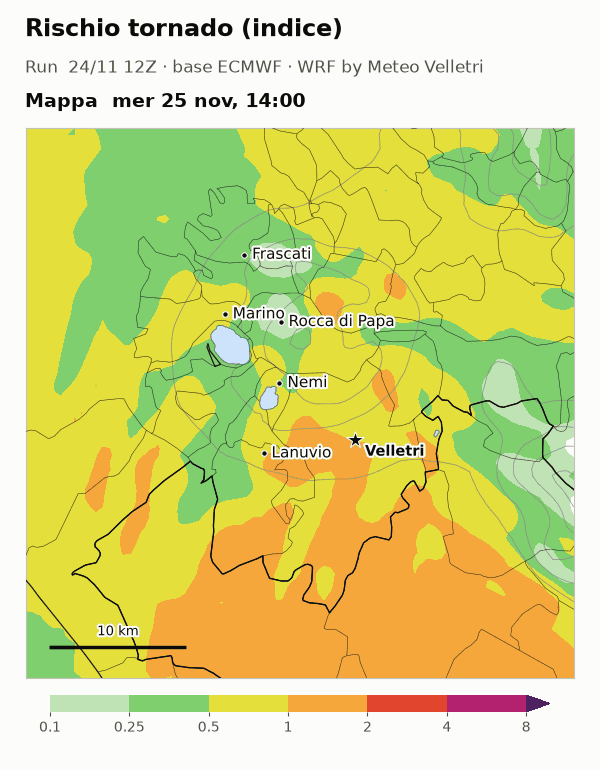 Rischio tornado (indice)
Run  24/11 12Z · base ECMWF · WRF by Meteo Velletri
Mappa  mer 25 nov, 14:00
Frascati
Marino
Rocca di Papa
Nemi
Velletri
Lanuvio
10 km
0.1 0.25 0.5 1 2 4 8